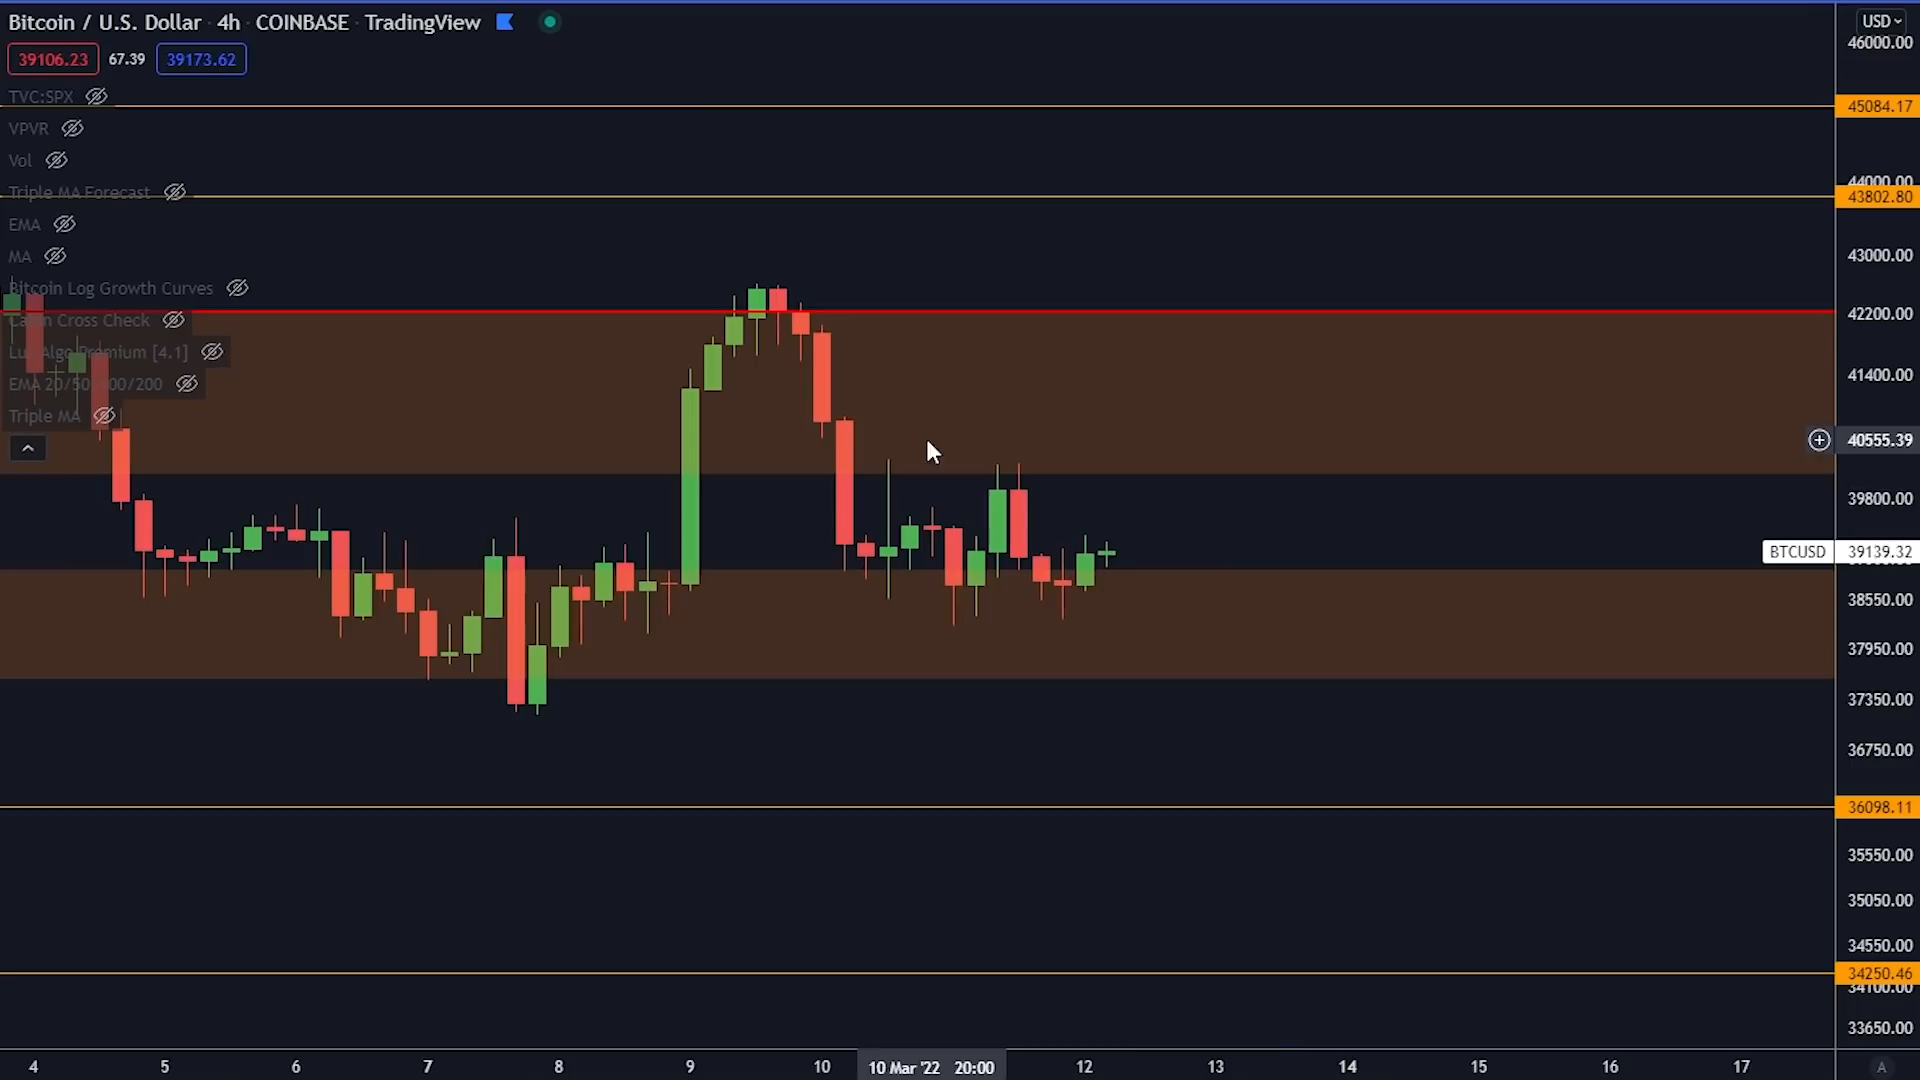 Bitcoin / U.S. Dollar · 4h · COINBASE · TradingView
USD
39106.23 67.39 39173.62
TVC:SPX
VPVR
Vol
Triple MA Forecast
EMA
MA
Bitcoin Log Growth Curves
Cross Check
Premium [4.1]
EMA 20/50/100/200
Triple MA
46000.00
45084.17
44000.00
43802.80
43000.00
42200.00
41400.00
40555.39
39800.00
BTCUSD 39139.32
38550.00
37950.00
37350.00
36750.00
36098.11
35550.00
35050.00
34550.00
34250.46
34100.00
33650.00
4 5 6 7 8 9 10 10 Mar '22 20:00 12 13 14 15 16 17 A